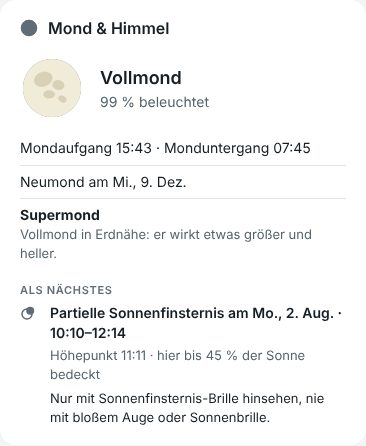 Mond & Himmel
Vollmond
99 % beleuchtet
Mondaufgang 15:43 · Monduntergang 07:45
Neumond am Mi., 9. Dez.
Supermond
Vollmond in Erdnähe: er wirkt etwas größer und
heller.
ALS NÄCHSTES
Partielle Sonnenfinsternis am Mo., 2. Aug. ·
10:10–12:14
Höhepunkt 11:11 · hier bis 45 % der Sonne
bedeckt
Nur mit Sonnenfinsternis-Brille hinsehen, nie
mit bloßem Auge oder Sonnenbrille.